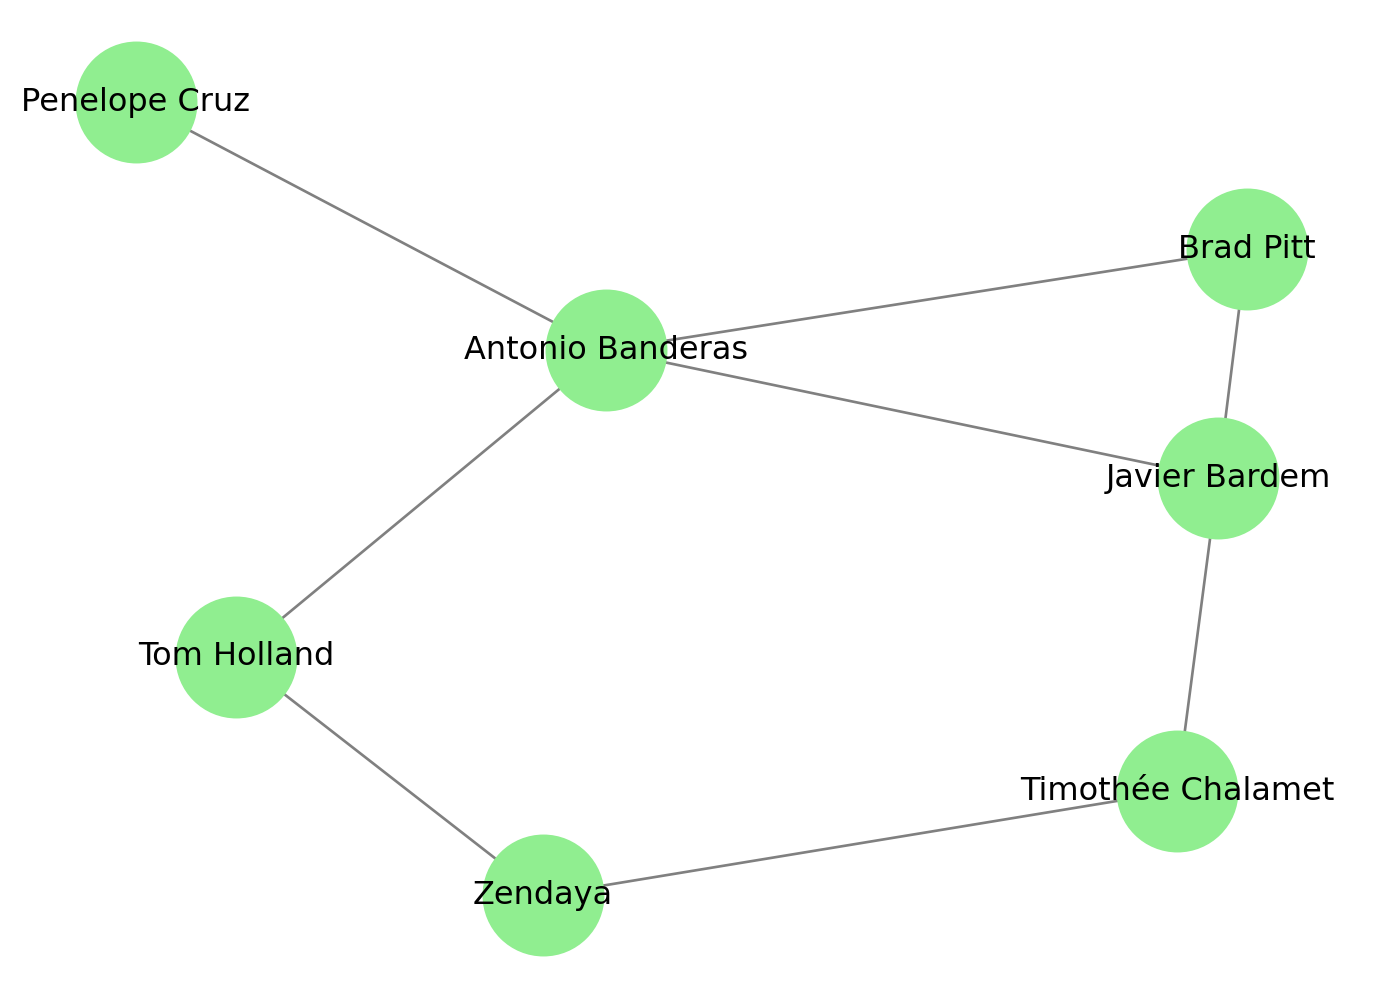 Penelope Cruz
Brad Pitt
Antonio Banderas
Javier Bardem
Tom Holland
Timothée Chalamet
Zendaya